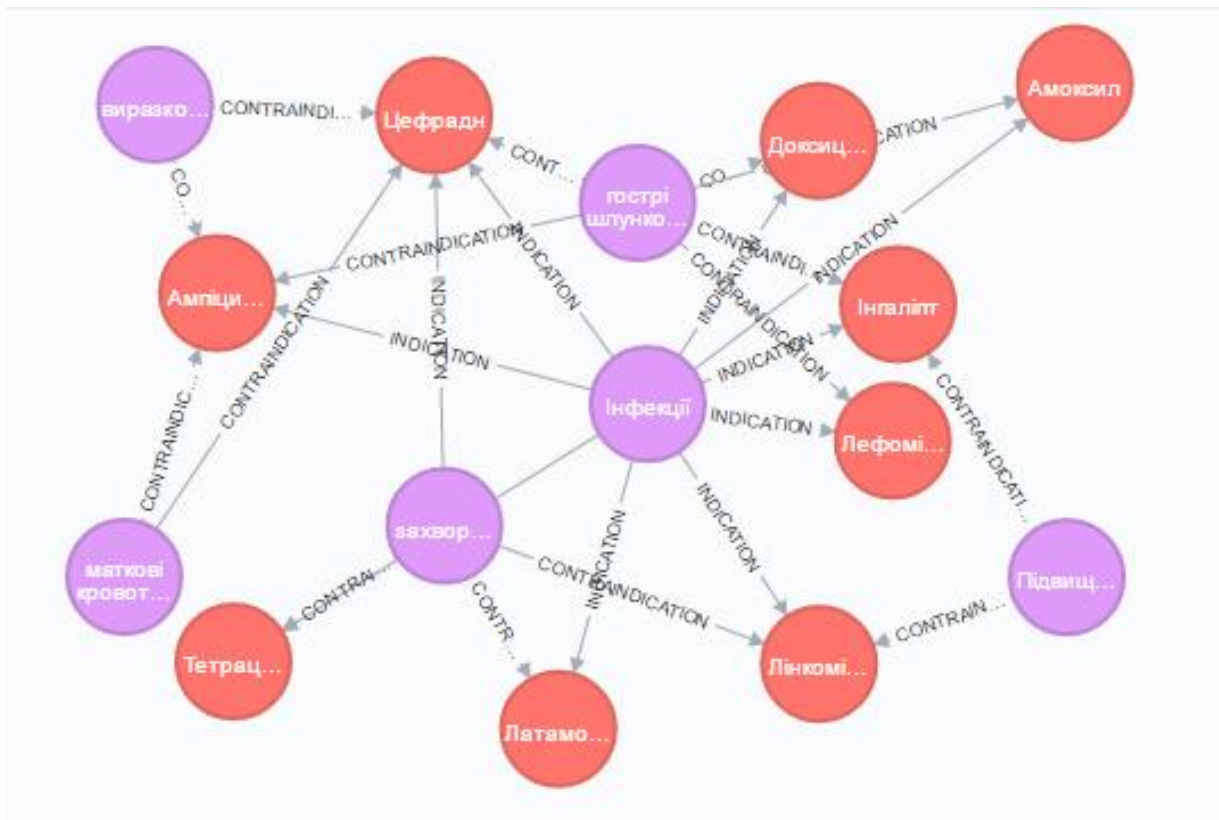 виразко...
CONTRAINDI...
Цефрадн
CONT...
гострі
шлунко...
CO...
Доксиц...
ICATION
Амоксил
CO...
CONTRAINDICATION
INDICATION
CONTRAINDI...
INDICATION
INDICATION
Ампіци...
CONTRAINDICATION
INDICATION
CONTRAINDICATION
INDICATION
Інгаліпт
INDICATION
Інфекції
INDICATION
Лефомі...
CONTRAINDIC...
CONTRAINDICATI...
захвор...
INDICATION
INDICATION
маткові
кровот...
CONTRAI...
CONTR...
CONTRAINDICATION
CONTRAIN...
Підвищ...
Тетрац...
Латамо...
Лінкомі...